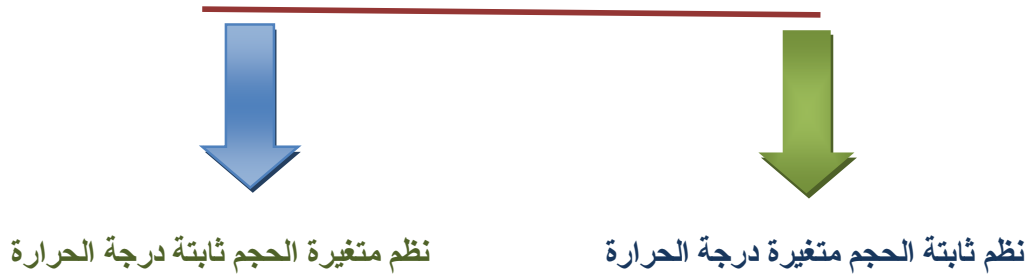 نظم ثابتة الحجم متغيرة درجة الحرارة
نظم متغيرة الحجم ثابتة درجة الحرارة